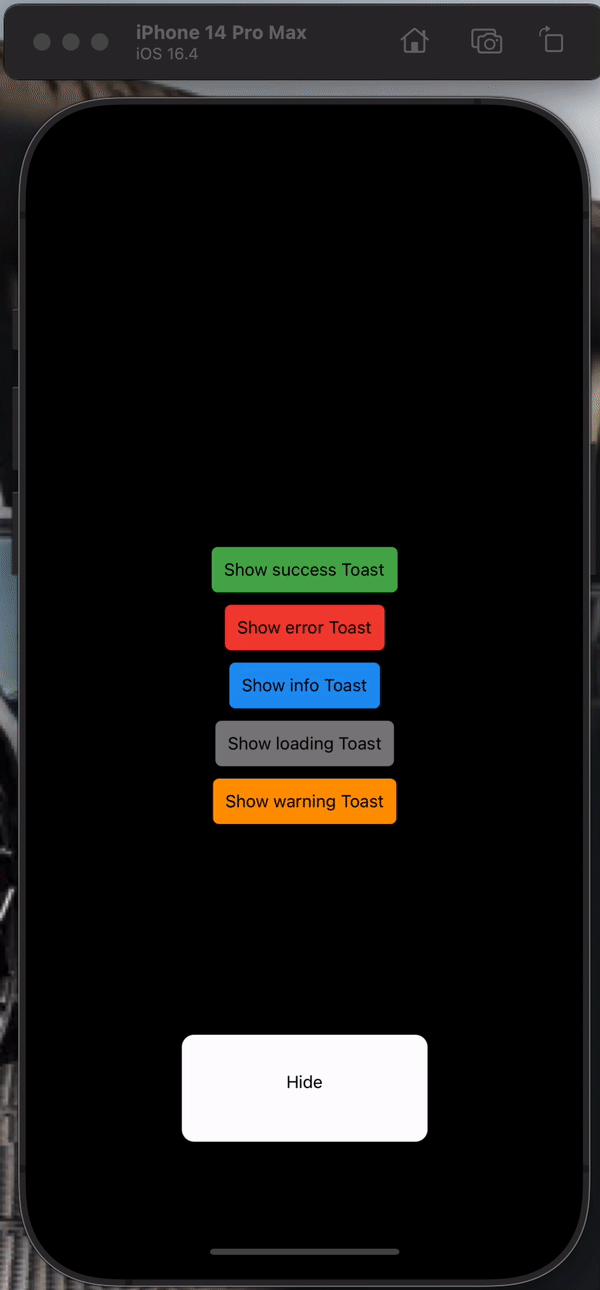 iPhone 14 Pro Max
iOS 16.4
Show success Toast
Show error Toast
Show info Toast
Show loading Toast
Show warning Toast
Hide